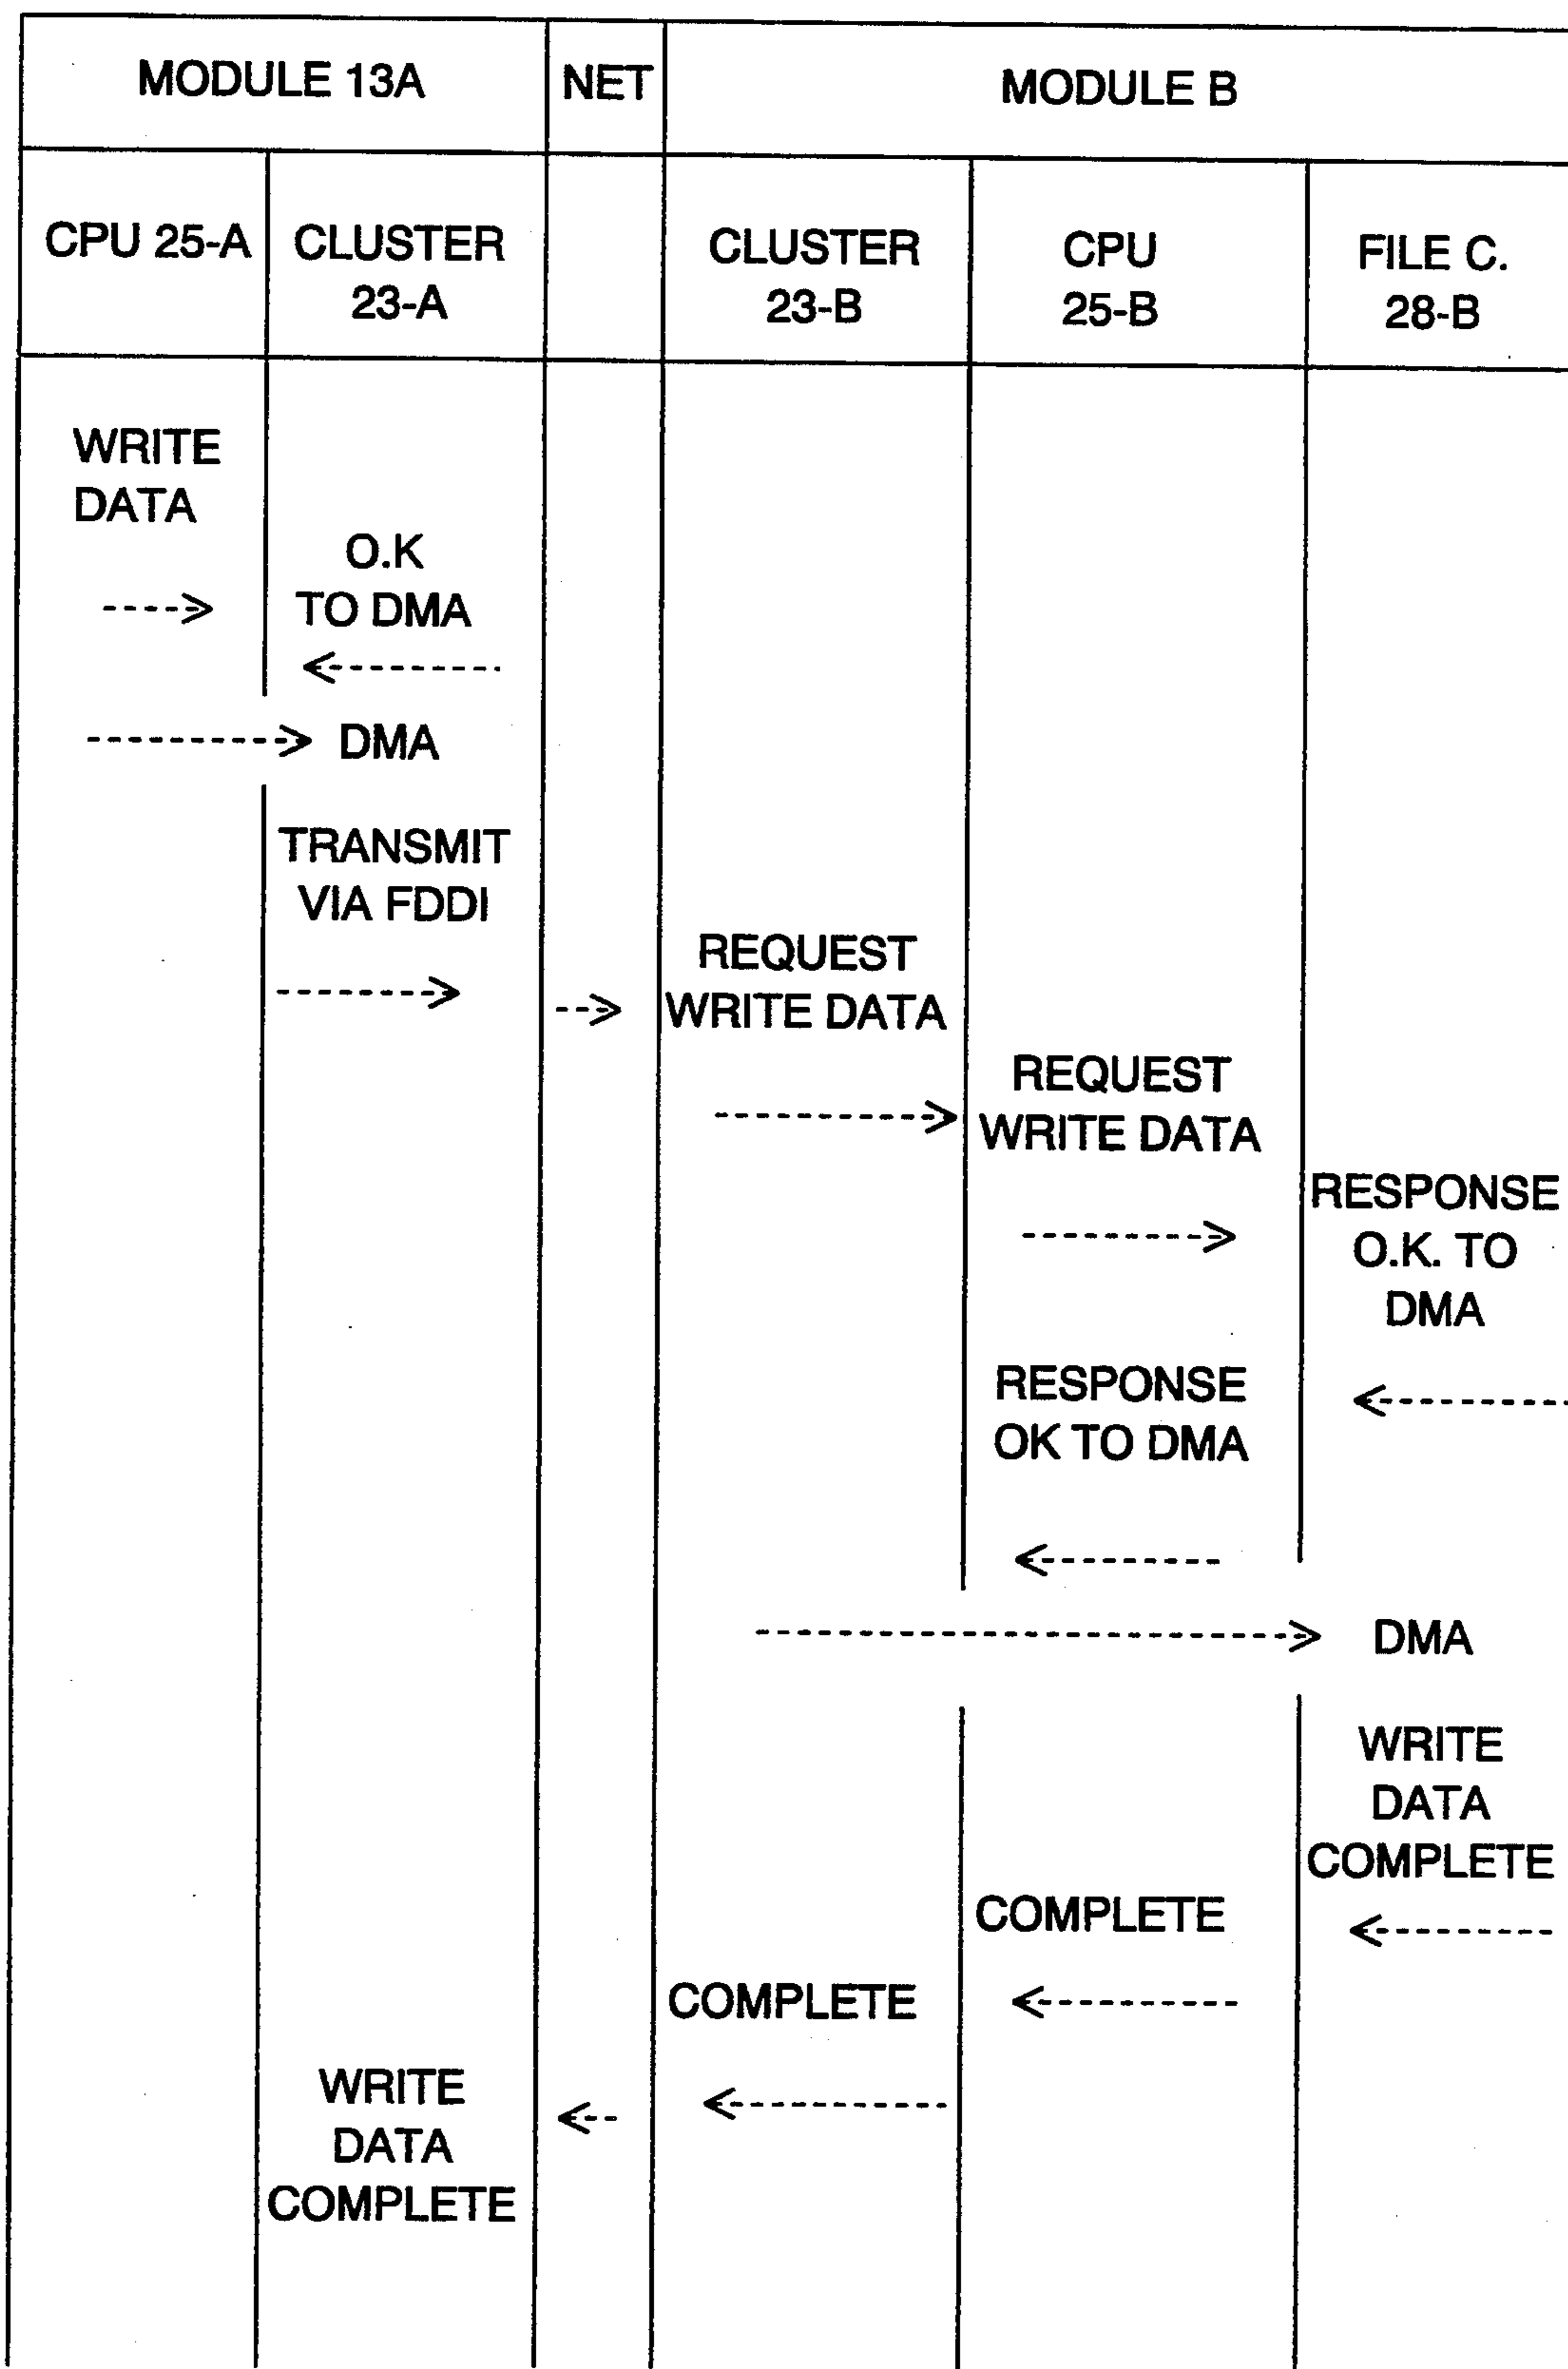 MODULE 13A
NET
MODULE B
CPU 25-A
CLUSTER
23-A
CLUSTER
23-B
CPU
25-B
FILE C.
28-B
WRITE
DATA
O.K
TO DMA
DMA
TRANSMIT
VIA FDDI
REQUEST
WRITE DATA
REQUEST
WRITE DATA
RESPONSE
O.K. TO
DMA
RESPONSE
OK TO DMA
DMA
WRITE
DATA
COMPLETE
COMPLETE
COMPLETE
WRITE
DATA
COMPLETE